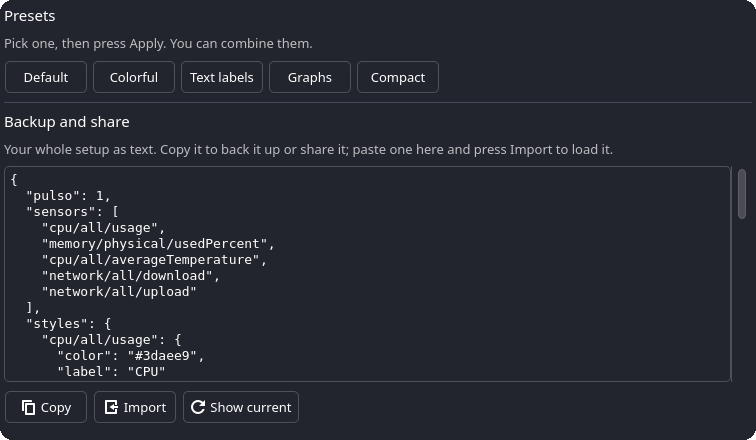 Presets
Pick one, then press Apply. You can combine them.
Default Colorful Text labels Graphs Compact
Backup and share
Your whole setup as text. Copy it to back it up or share it; paste one here and press Import to load it.
{
  "pulso": 1,
  "sensors": [
    "cpu/all/usage",
    "memory/physical/usedPercent",
    "cpu/all/averageTemperature",
    "network/all/download",
    "network/all/upload"
  ],
  "styles": {
    "cpu/all/usage": {
      "color": "#3daee9",
      "label": "CPU"
Copy Import Show current